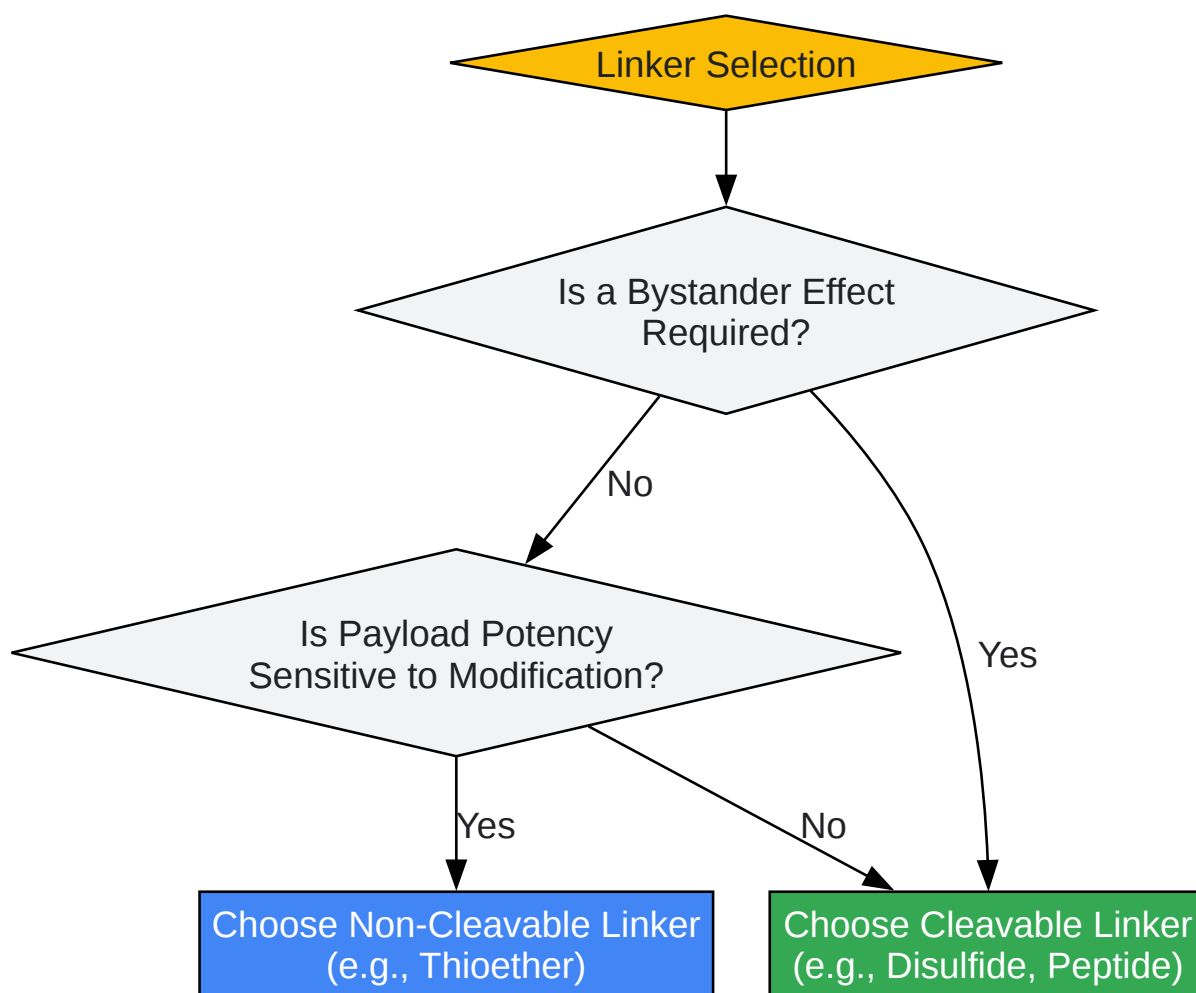 Linker Selection
Is a Bystander Effect
Required?
No
Is Payload Potency
Sensitive to Modification?
Yes
Yes
No
Choose Non-Cleavable Linker
(e.g., Thioether)
Choose Cleavable Linker
(e.g., Disulfide, Peptide)